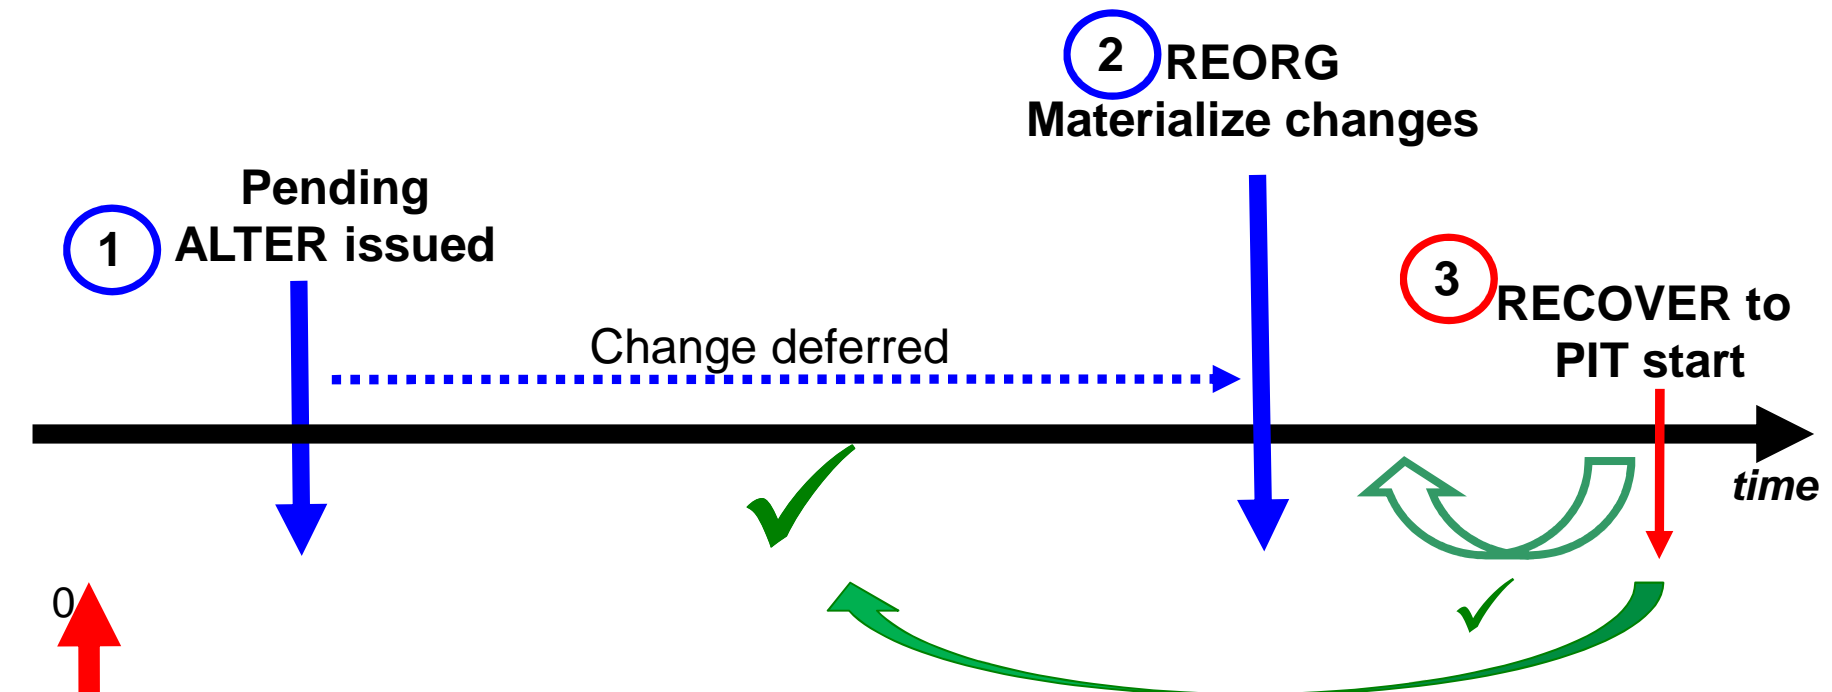 2
REORG
Materialize changes
Pending
1
ALTER issued
3
RECOVER to
PIT start
Change deferred
time
0